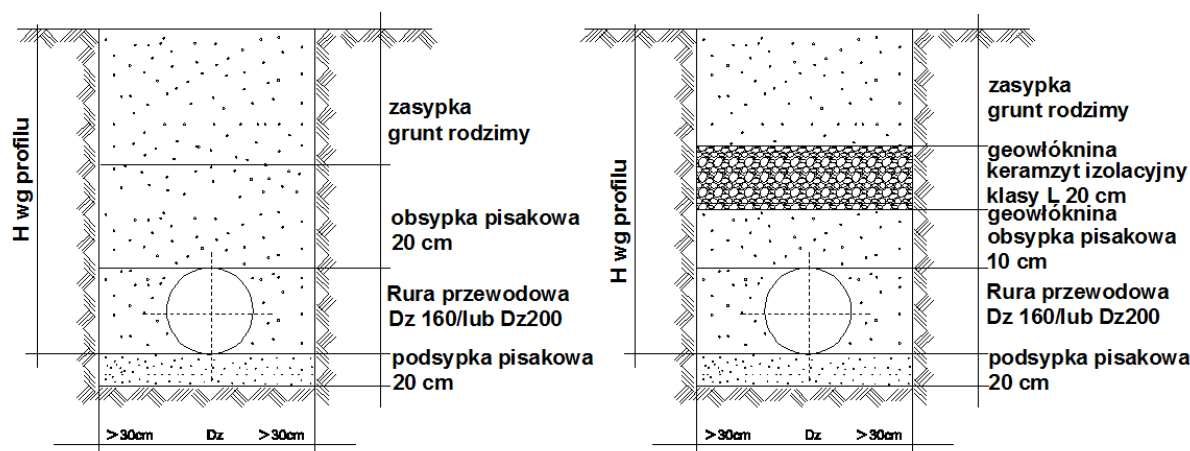 H wg profilu
zasypka
grunt rodzimy
obsypka pisakowa
20 cm
Rura przewodowa
Dz 160/lub Dz200
podsypka pisakowa
20 cm
>30cm Dz >30cm
H wg profilu
zasypka
grunt rodzimy
geowłóknina
keramzyt izolacyjny
klasy L 20 cm
geowłóknina
obsypka pisakowa
10 cm
Rura przewodowa
Dz 160/lub Dz200
podsypka pisakowa
20 cm
>30cm Dz >30cm